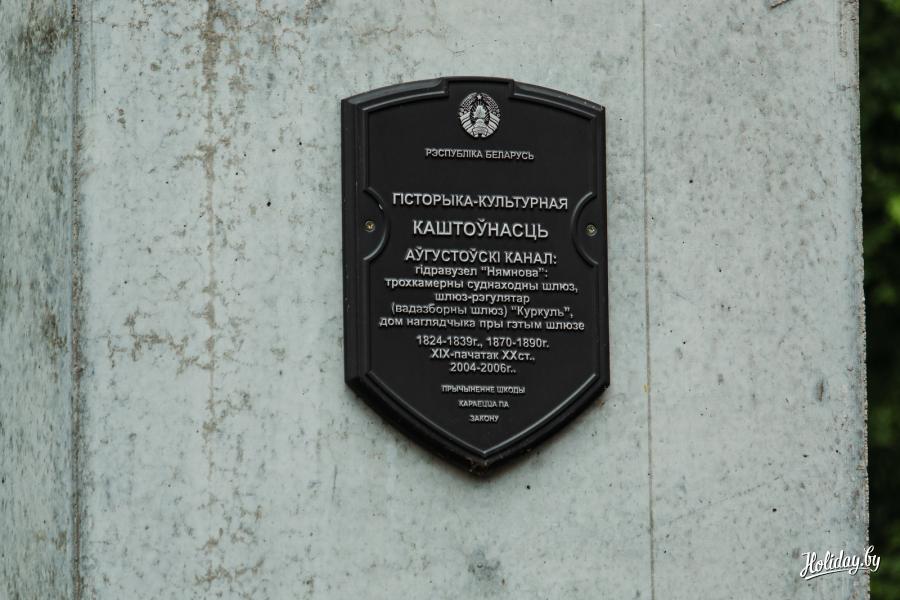 РЭСПУБЛІКА БЕЛАРУСЬ
ГІСТОРЫКА-КУЛЬТУРНАЯ
КАШТОЎНАСЦЬ
АЎГУСТОЎСКІ КАНАЛ:
гідравузел "Нямнова":
трохкамерны суднаходны шлюз,
шлюз-рэгулятар
(вадазборны шлюз) "Куркуль",
дом наглядчыка пры гэтым шлюзе
1824-1839г., 1870-1890г.
XIX-пачатак XXст..
2004-2006г..
ПРЫЧЫНЕННЕ ШКОДЫ
КАРАЕЦЦА ПА
ЗАКОНУ
Holiday.by